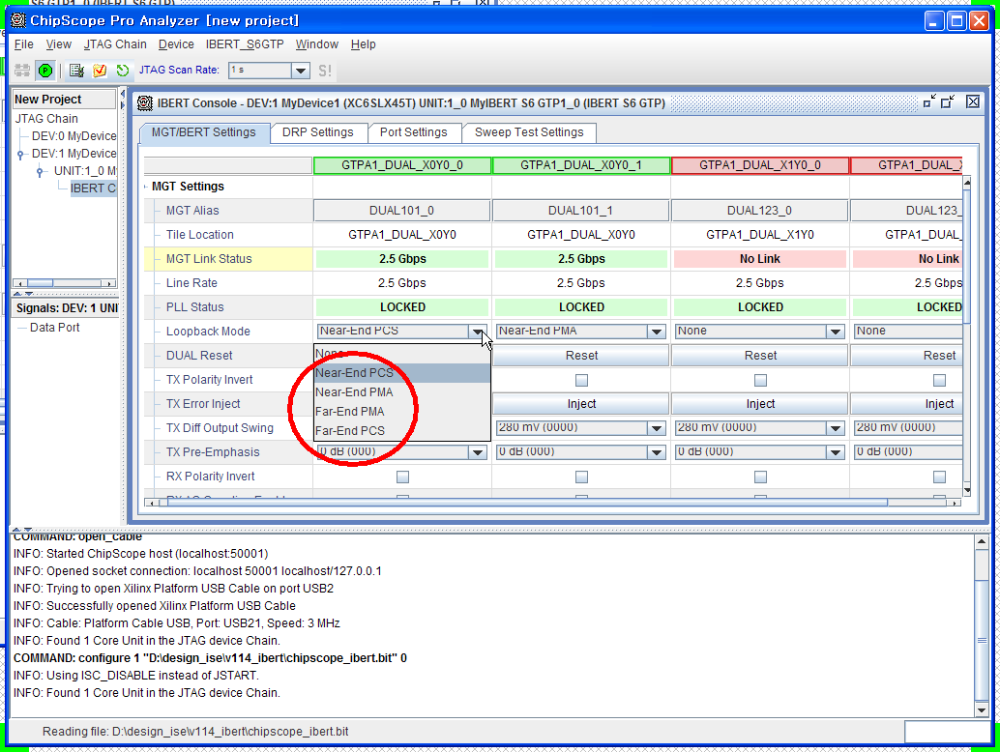 ChipScope Pro Analyzer [new project]
File View JTAG Chain Device IBERT_S6GTP Window Help
JTAG Scan Rate: 1 s S!
New Project
JTAG Chain
DEV:0 MyDevice
DEV:1 MyDevice
UNIT:1_0 M
IBERT C
Signals: DEV: 1 UNI
Data Port
IBERT Console - DEV:1 MyDevice1 (XC6SLX45T) UNIT:1_0 MyIBERT S6 GTP1_0 (IBERT S6 GTP)
MGT/BERT Settings DRP Settings Port Settings Sweep Test Settings
GTPA1_DUAL_X0Y0_0 GTPA1_DUAL_X0Y0_1 GTPA1_DUAL_X1Y0_0 GTPA1_DUAL_X
MGT Settings
MGT Alias DUAL101_0 DUAL101_1 DUAL123_0 DUAL123_
Tile Location GTPA1_DUAL_X0Y0 GTPA1_DUAL_X0Y0 GTPA1_DUAL_X1Y0 GTPA1_DUAL_
MGT Link Status 2.5 Gbps 2.5 Gbps No Link No Link
Line Rate 2.5 Gbps 2.5 Gbps 2.5 Gbps 2.5 Gbps
PLL Status LOCKED LOCKED LOCKED LOCKED
Loopback Mode Near-End PCS Near-End PMA None None
None
Near-End PCS
Near-End PMA
Far-End PMA
Far-End PCS
DUAL Reset Reset Reset Reset
TX Polarity Invert
TX Error Inject Inject Inject Inject
TX Diff Output Swing 280 mV (0000) 280 mV (0000) 280 mV (0000)
TX Pre-Emphasis 0 dB (000) 0 dB (000) 0 dB (000) 0 dB (000)
RX Polarity Invert
COMMAND: open_cable
INFO: Started ChipScope host (localhost:50001)
INFO: Opened socket connection: localhost 50001 localhost/127.0.0.1
INFO: Trying to open Xilinx Platform USB Cable on port USB2
INFO: Successfully opened Xilinx Platform USB Cable
INFO: Cable: Platform Cable USB, Port: USB21, Speed: 3 MHz
INFO: Found 1 Core Unit in the JTAG device Chain.
COMMAND: configure 1 "D:\design_ise\v114_ibert\chipscope_ibert.bit" 0
INFO: Using ISC_DISABLE instead of JSTART.
INFO: Found 1 Core Unit in the JTAG device Chain.
Reading file: D:\design_ise\v114_ibert\chipscope_ibert.bit